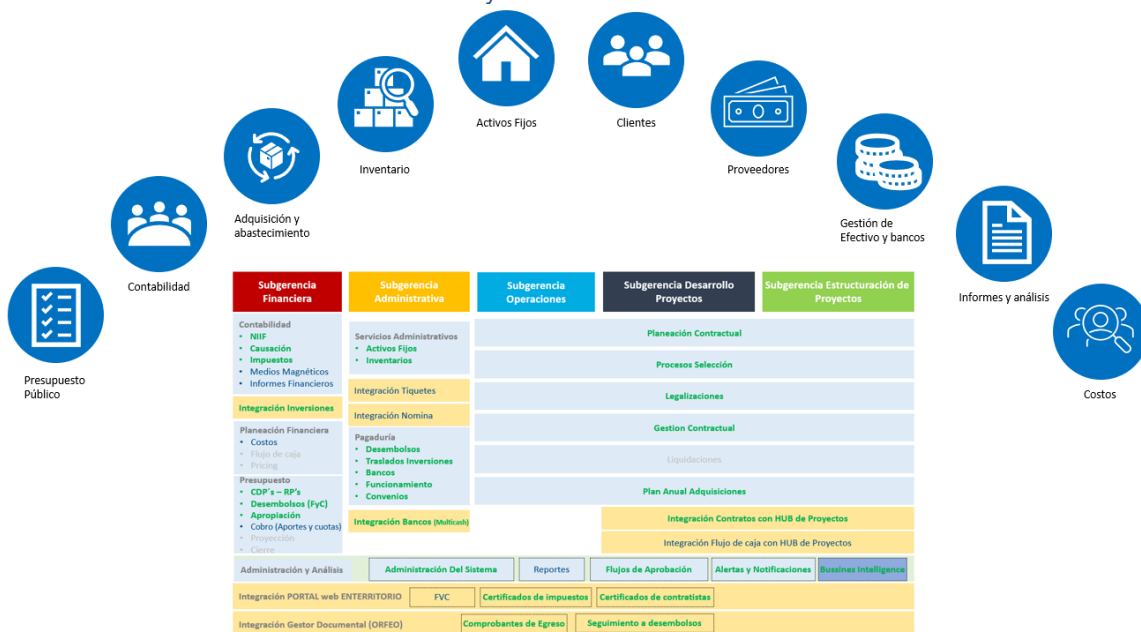 y
Activos Fijos
Clientes
Inventario
Proveedores
Adquisición y
abastecimiento
Gestión de
Efectivo y bancos
Contabilidad
Informes y análisis
Presupuesto
Público
Costos
Subgerencia
Financiera
Subgerencia
Administrativa
Subgerencia
Operaciones
Subgerencia Desarrollo
Proyectos
Subgerencia Estructuración de
Proyectos
Contabilidad
• NIIF
• Causación
• Impuestos
• Medios Magnéticos
• Informes Financieros
Integración Inversiones
Planeación Financiera
• Costos
• Flujo de caja
• Pricing
Presupuesto
• CDP´s – RP's
• Desembolsos (FyC)
• Apropiación
• Cobro (Aportes y cuotas)
• Proyección
• Cierre
Servicios Administrativos
• Activos Fijos
• Inventarios
Integración Tiquetes
Integración Nomina
Pagaduría
• Desembolsos
• Traslados Inversiones
• Bancos
• Funcionamiento
• Convenios
Integración Bancos (Multicash)
Planeación Contractual
Procesos Selección
Legalizaciones
Gestion Contractual
Liquidaciones
Plan Anual Adquisiciones
Integración Contratos con HUB de Proyectos
Integración Flujo de caja con HUB de Proyectos
Administración y Análisis
Administración Del Sistema
Reportes
Flujos de Aprobación
Alertas y Notificaciones
Bussines Intelligence
Integración PORTAL web ENTERRITORIO
FVC
Certificados de impuestos
Certificados de contratistas
Integración Gestor Documental (ORFEO)
Comprobantes de Egreso
Seguimiento a desembolsos